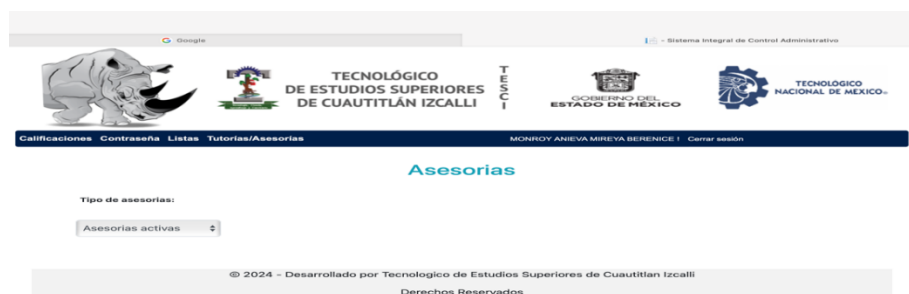 Google
- Sistema Integral de Control Administrativo
TECNOLÓGICO
DE ESTUDIOS SUPERIORES
DE CUAUTITLÁN IZCALLI
TESCI
GOBIERNO DEL
ESTADO DE MÉXICO
TECNOLÓGICO
NACIONAL DE MÉXICO
Calificaciones Contraseña Listas Tutorías/Asesorias
MONROY ANIEVA MIREYA BERENICE ! Cerrar sesión
Asesorias
Tipo de asesorias:
Asesorias activas
© 2024 - Desarrollado por Tecnologico de Estudios Superiores de Cuautitlan Izcalli
Derechos Reservados